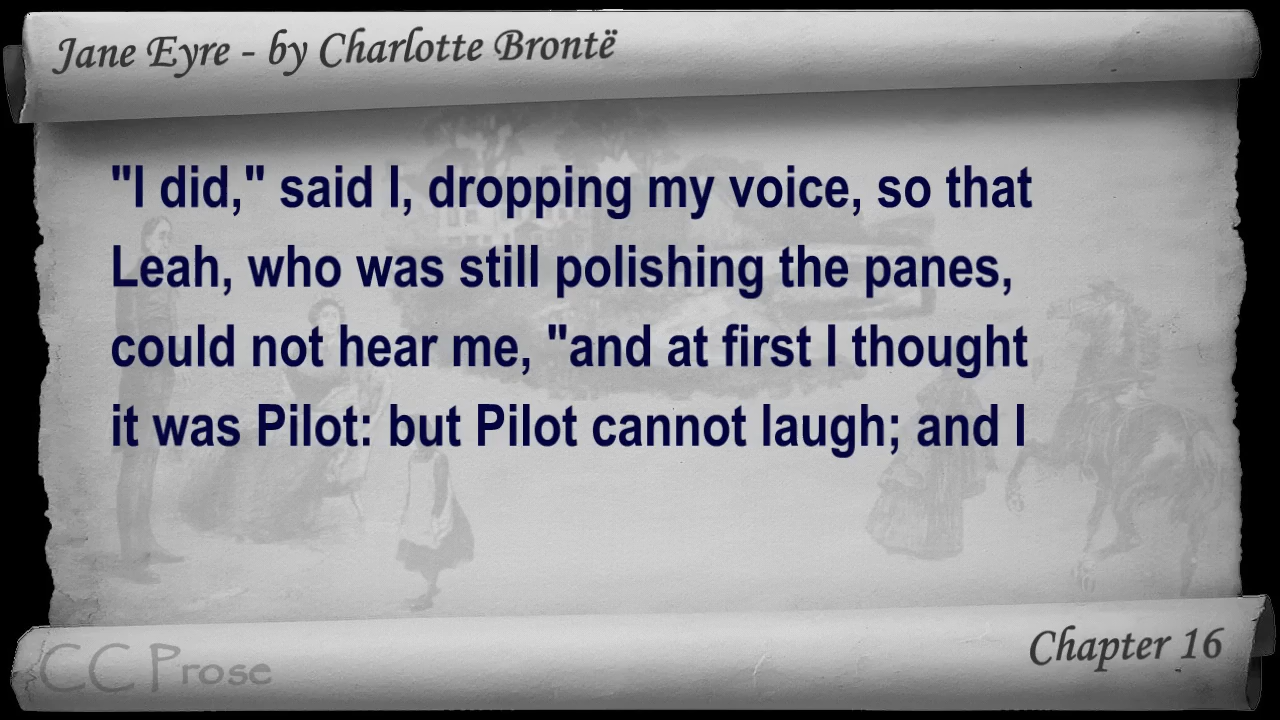 Jane Eyre - by Charlotte Brontë
"I did," said I, dropping my voice, so that
Leah, who was still polishing the panes,
could not hear me, "and at first I thought
it was Pilot: but Pilot cannot laugh; and I
Chapter 16
CC Prose